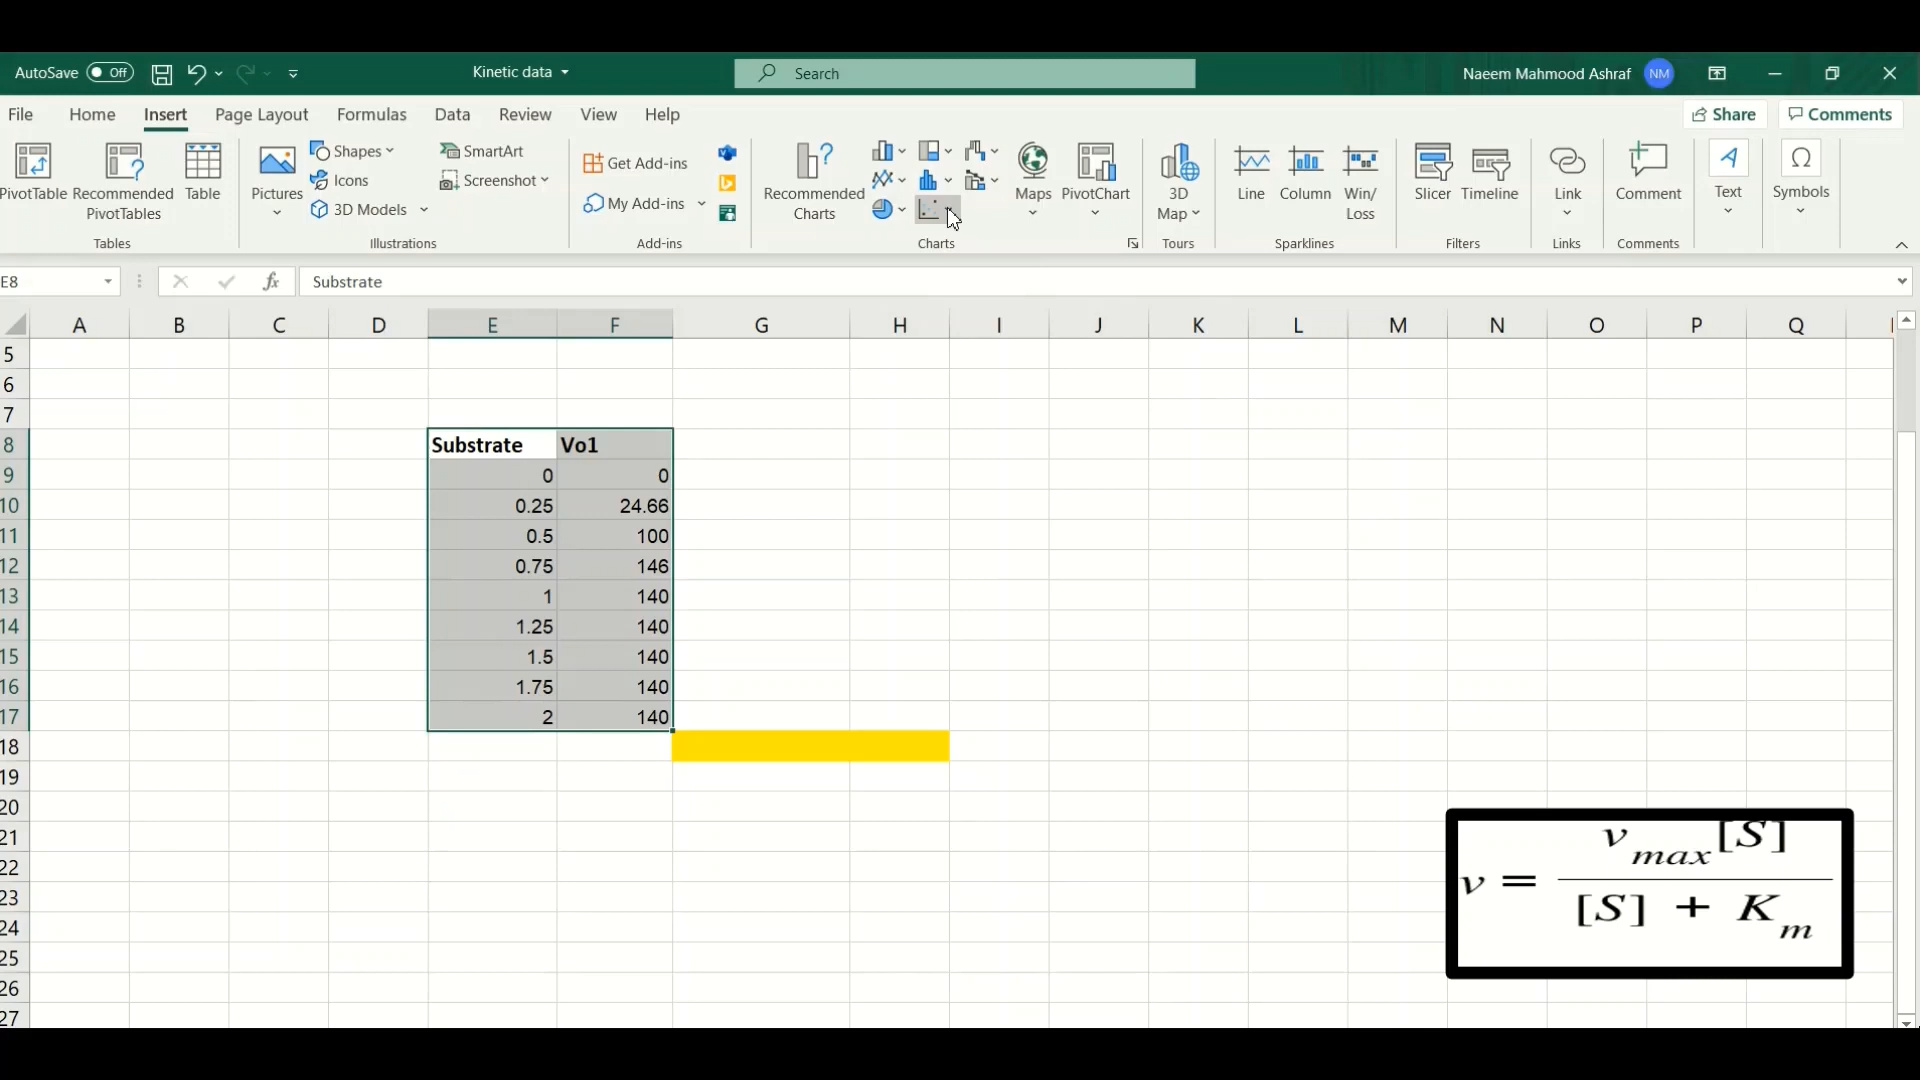 AutoSave Off Kinetic data Search Naeem Mahmood Ashraf NM
File Home Insert Page Layout Formulas Data Review View Help Share Comments
PivotTable Recommended PivotTables Table
Tables
Pictures Shapes Icons 3D Models SmartArt Screenshot
Illustrations
Get Add-ins
My Add-ins
Add-ins
Recommended Charts Maps PivotChart
Charts
3D Map
Tours
Line Column Win/Loss
Sparklines
Slicer Timeline
Filters
Link
Links
Comment
Comments
Text
Symbols
E8 fx Substrate
A B C D E F G H I J K L M N O P Q
5
6
7
8 Substrate Vo1
9 0 0
10 0.25 24.66
11 0.5 100
12 0.75 146
13 1 140
14 1.25 140
15 1.5 140
16 1.75 140
17 2 140
18
19
20
21
22
23
24
25
26
27
v max [S]
v =
[S] + K m